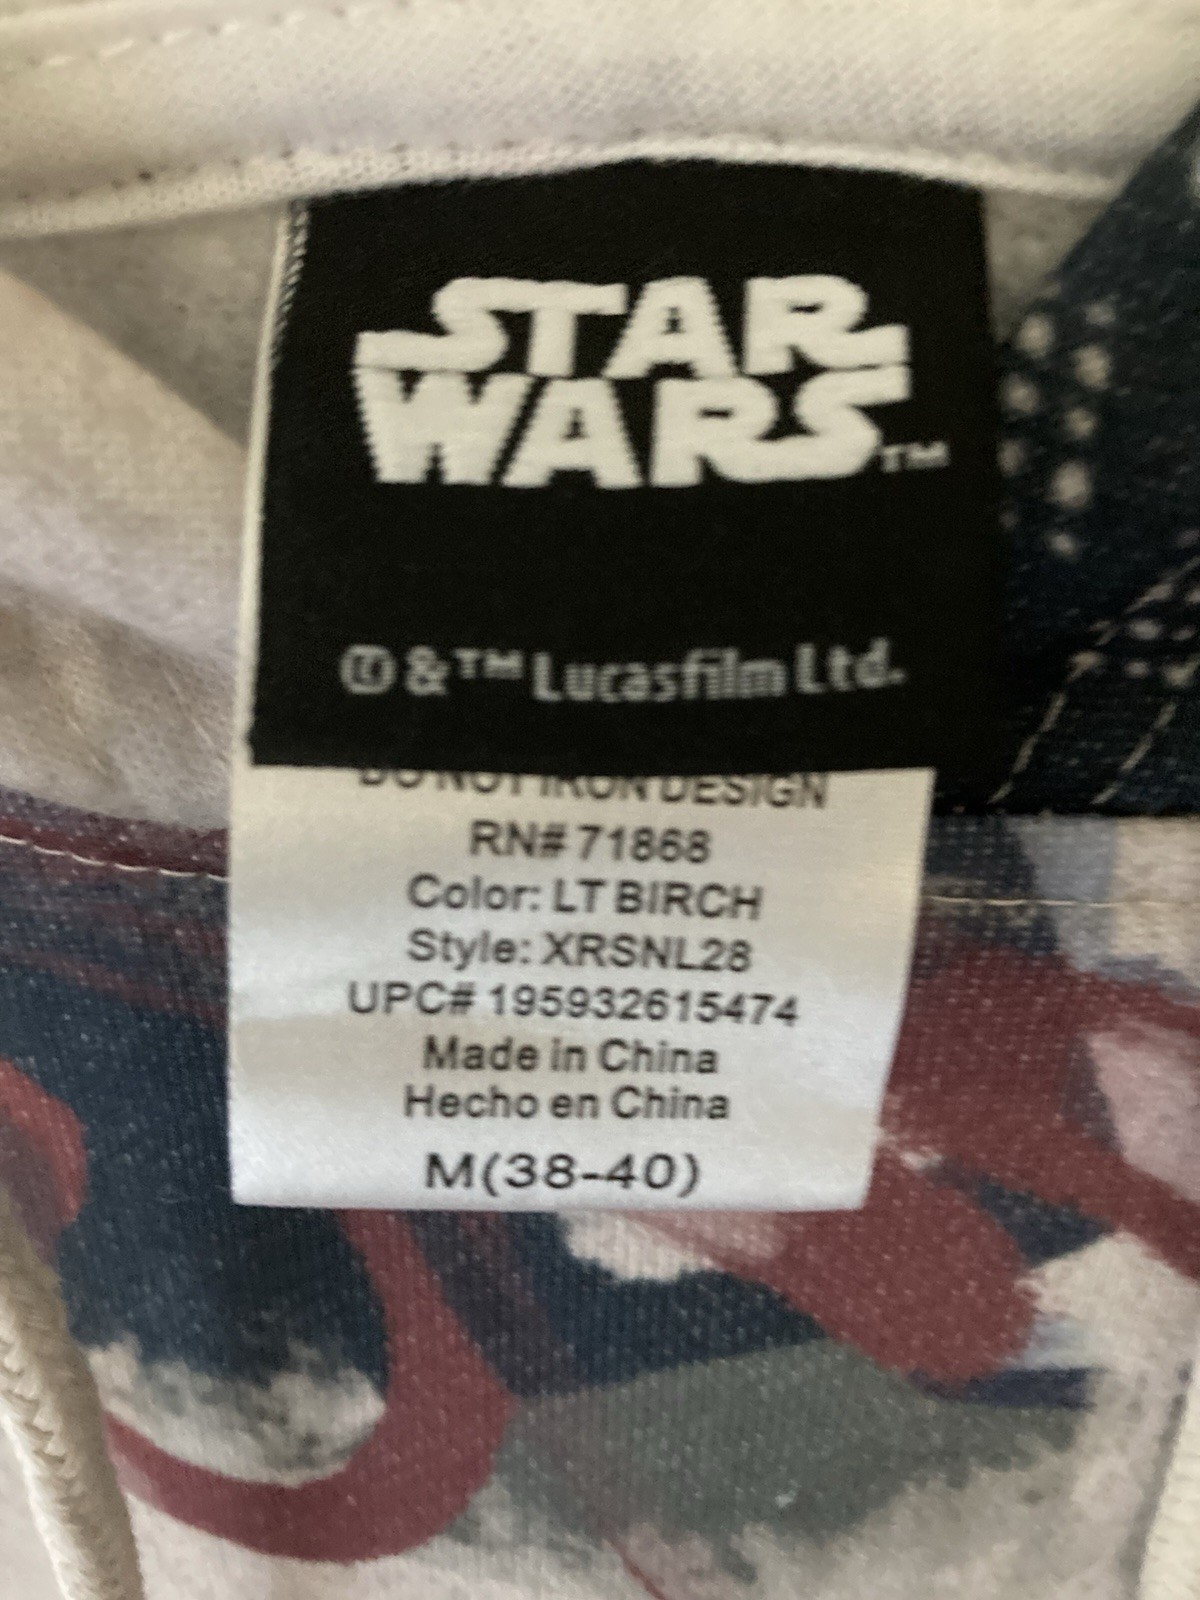 STAR
WARS™
© & ™ Lucasfilm Ltd.
DO NOT IRON DESIGN
RN# 71868
Color: LT BIRCH
Style: XRSNL28
UPC# 195932615474
Made in China
Hecho en China
M(38-40)